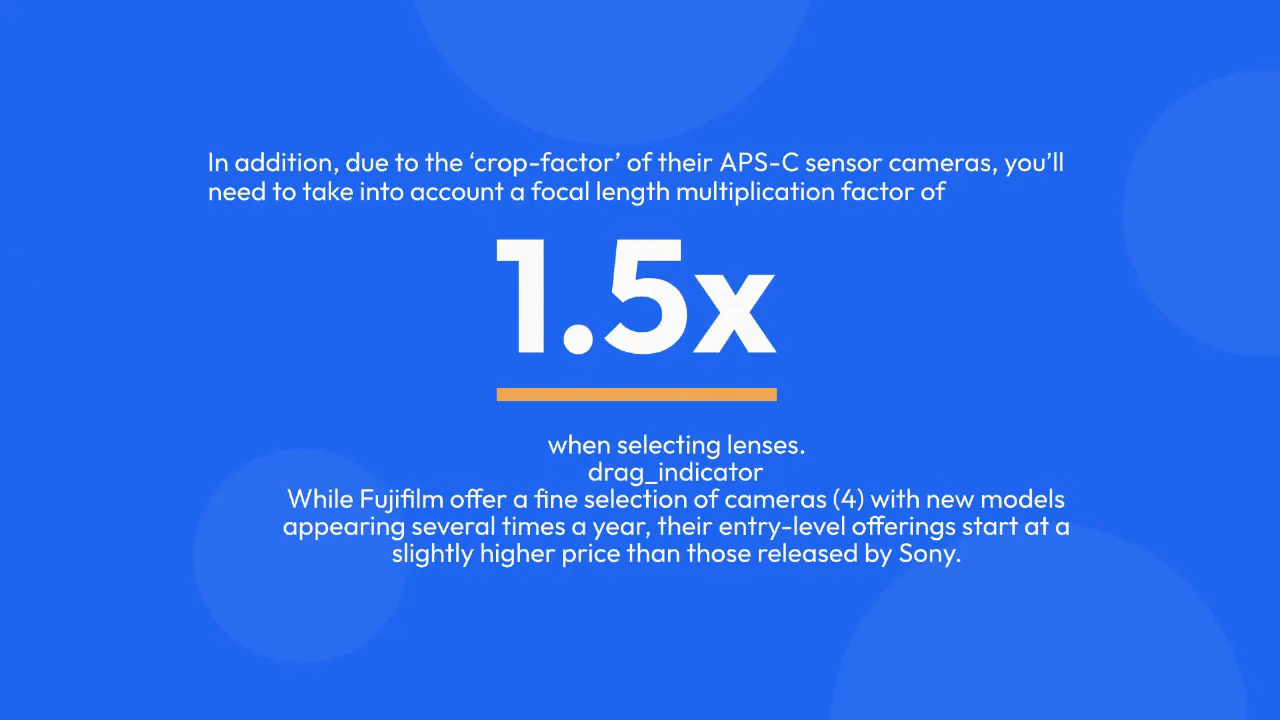 In addition, due to the ‘crop-factor’ of their APS-C sensor cameras, you’ll
need to take into account a focal length multiplication factor of
1.5x
when selecting lenses.
drag_indicator
While Fujifilm offer a fine selection of cameras (4) with new models
appearing several times a year, their entry-level offerings start at a
slightly higher price than those released by Sony.